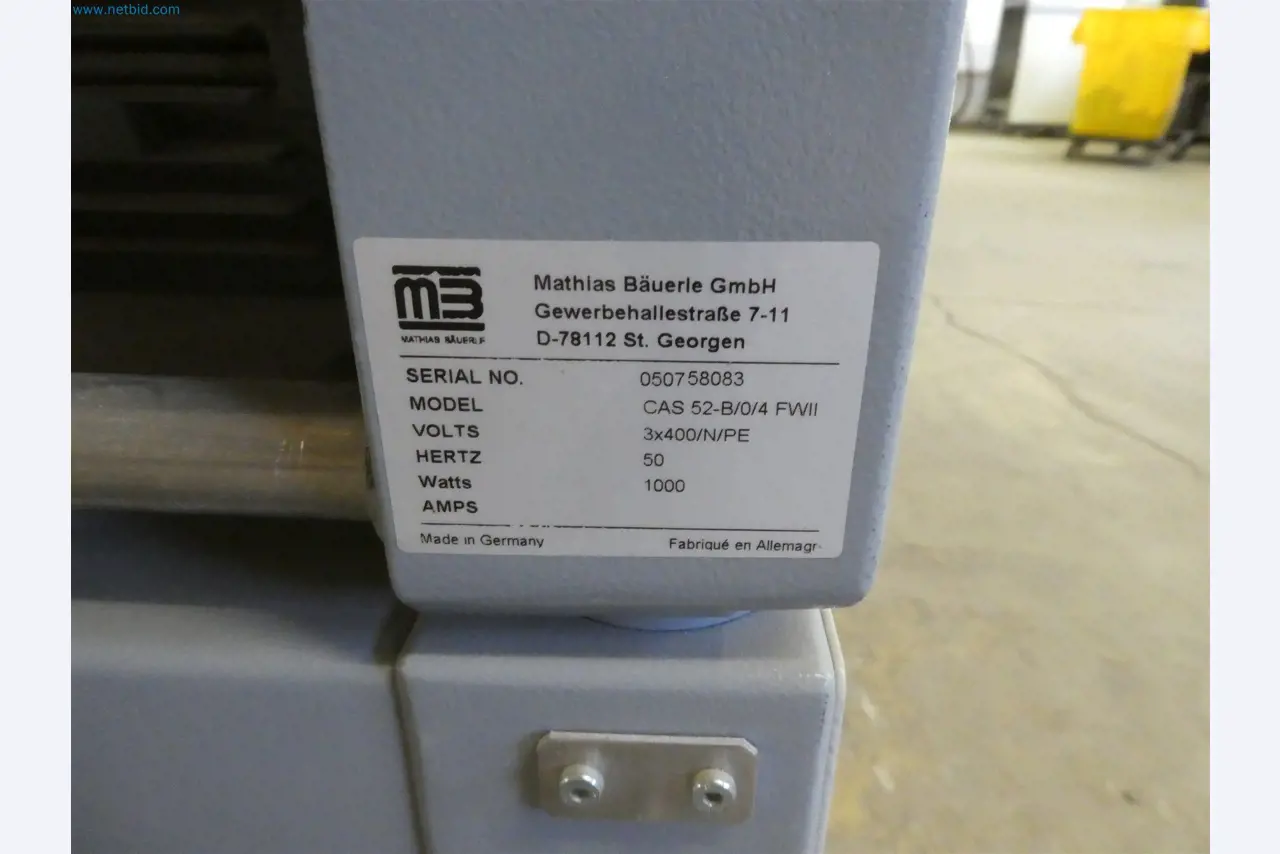 www.netbid.com
MB
MATHIAS BÄUERLE
Mathias Bäuerle GmbH
Gewerbehallestraße 7-11
D-78112 St. Georgen
SERIAL NO. 050758083
MODEL CAS 52-B/0/4 FWII
VOLTS 3x400/N/PE
HERTZ 50
Watts 1000
AMPS
Made in Germany Fabriqué en Allemagr